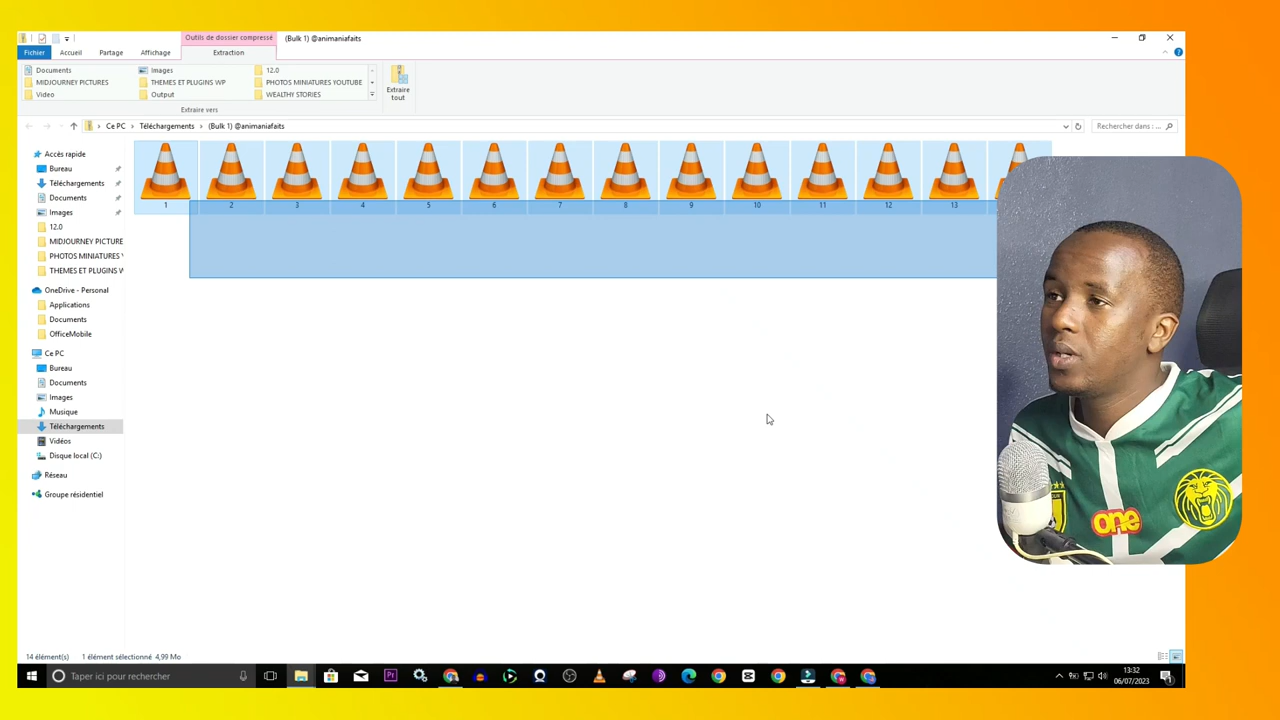 Outils de dossier compressé
(Bulk 1) @animaniafaits
Fichier
Accueil
Partage
Affichage
Extraction
Documents
Images
12.0
MIDJOURNEY PICTURES
THEMES ET PLUGINS WP
PHOTOS MINIATURES YOUTUBE
Video
Output
WEALTHY STORIES
Extraire
tout
Extraire vers
Ce PC > Téléchargements > (Bulk 1) @animaniafaits
Rechercher dans : ...
Accès rapide
Bureau
Téléchargements
Documents
Images
12.0
MIDJOURNEY PICTURE
PHOTOS MINIATURES Y
THEMES ET PLUGINS W
OneDrive - Personal
Applications
Documents
OfficeMobile
Ce PC
Bureau
Documents
Images
Musique
Téléchargements
Vidéos
Disque local (C:)
Réseau
Groupe résidentiel
1 2 3 4 5 6 7 8 9 10 11 12 13
one
14 élément(s) 1 élément sélectionné 4,99 Mo
Taper ici pour rechercher
Pr
13:32
06/07/2023